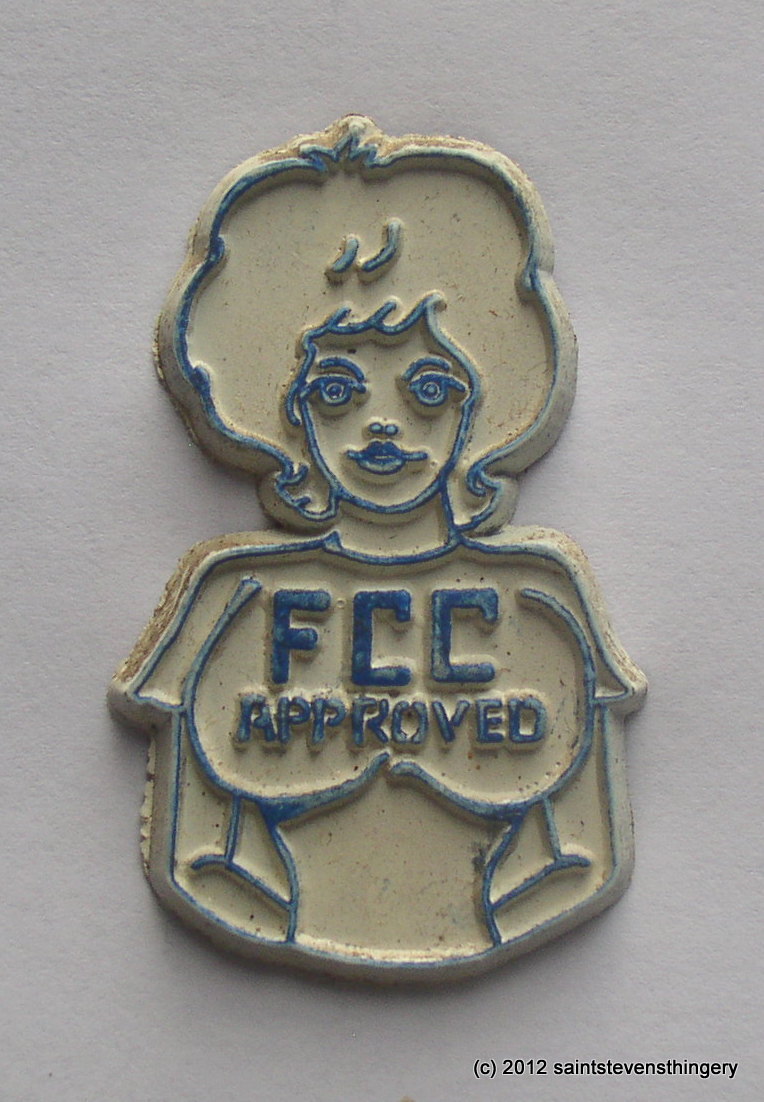 FCC
APPROVED
(c) 2012 saintstevensthingery